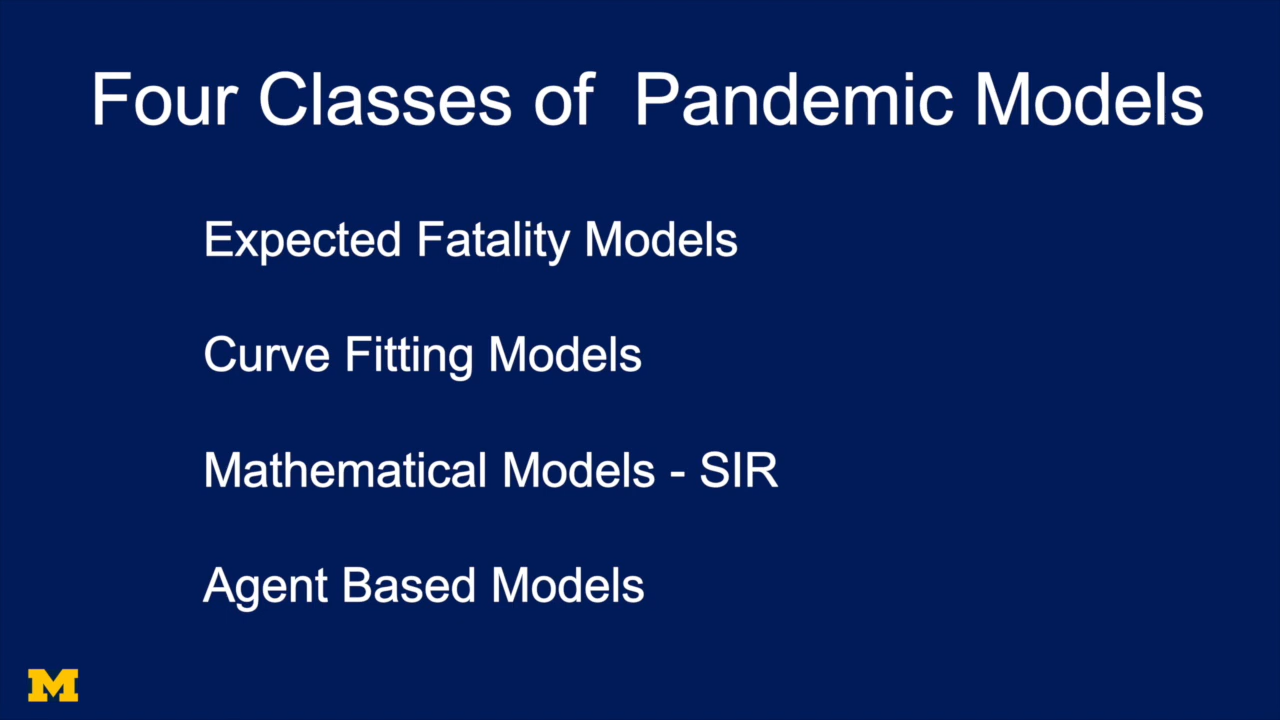 Four Classes of Pandemic Models
Expected Fatality Models
Curve Fitting Models
Mathematical Models - SIR
Agent Based Models
M